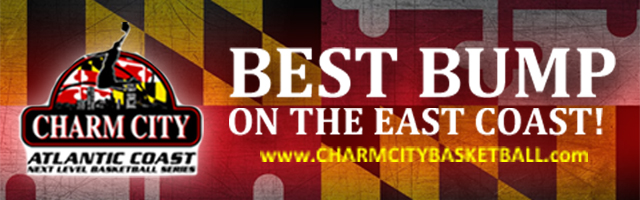 CHARM CITY
ATLANTIC COAST
NEXT LEVEL BASKETBALL SERIES
BEST BUMP
ON THE EAST COAST!
www.CHARMCITYBASKETBALL.com